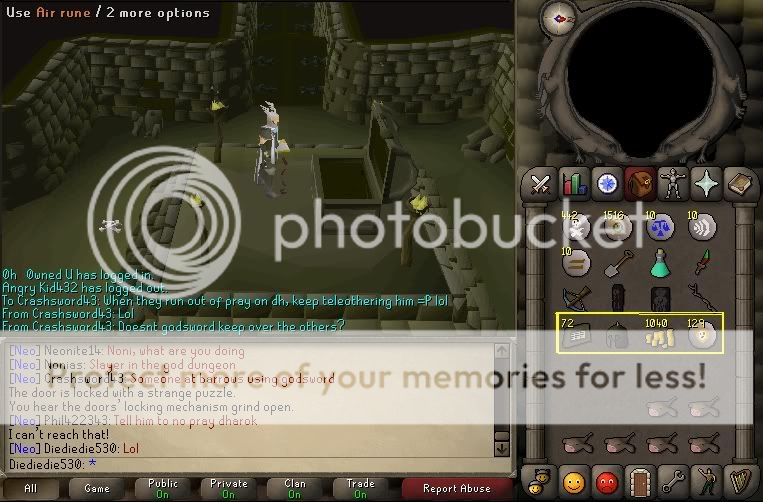 Use Air rune / 2 more options
photobucket
0h 0wned U has logged in.
Angry Kid432 has logged out.
To Crashsword43: When they run out of pray on dh, keep teleothering him =P lol
From Crashsword43: Lol
From Crashsword43: Doesnt godsword keep over the others?
442
1516
10
10
10
72
1040
129
[Neo] Neonite14: Noni, what are you doing
[Neo] Nonias: Slayer in the god dungeon
[Neo] Crashsword43: Someone at barrows using godsword
more of your memories for less!
The door is locked with a strange puzzle.
You hear the doors' locking mechanism grind open.
[Neo] Phil422343: Tell him to no pray dharok
I can't reach that!
[Neo] Diediedie530: Lol
Diediedie530: *
All
Game
Public
On
Private
On
Clan
On
Trade
On
Report Abuse